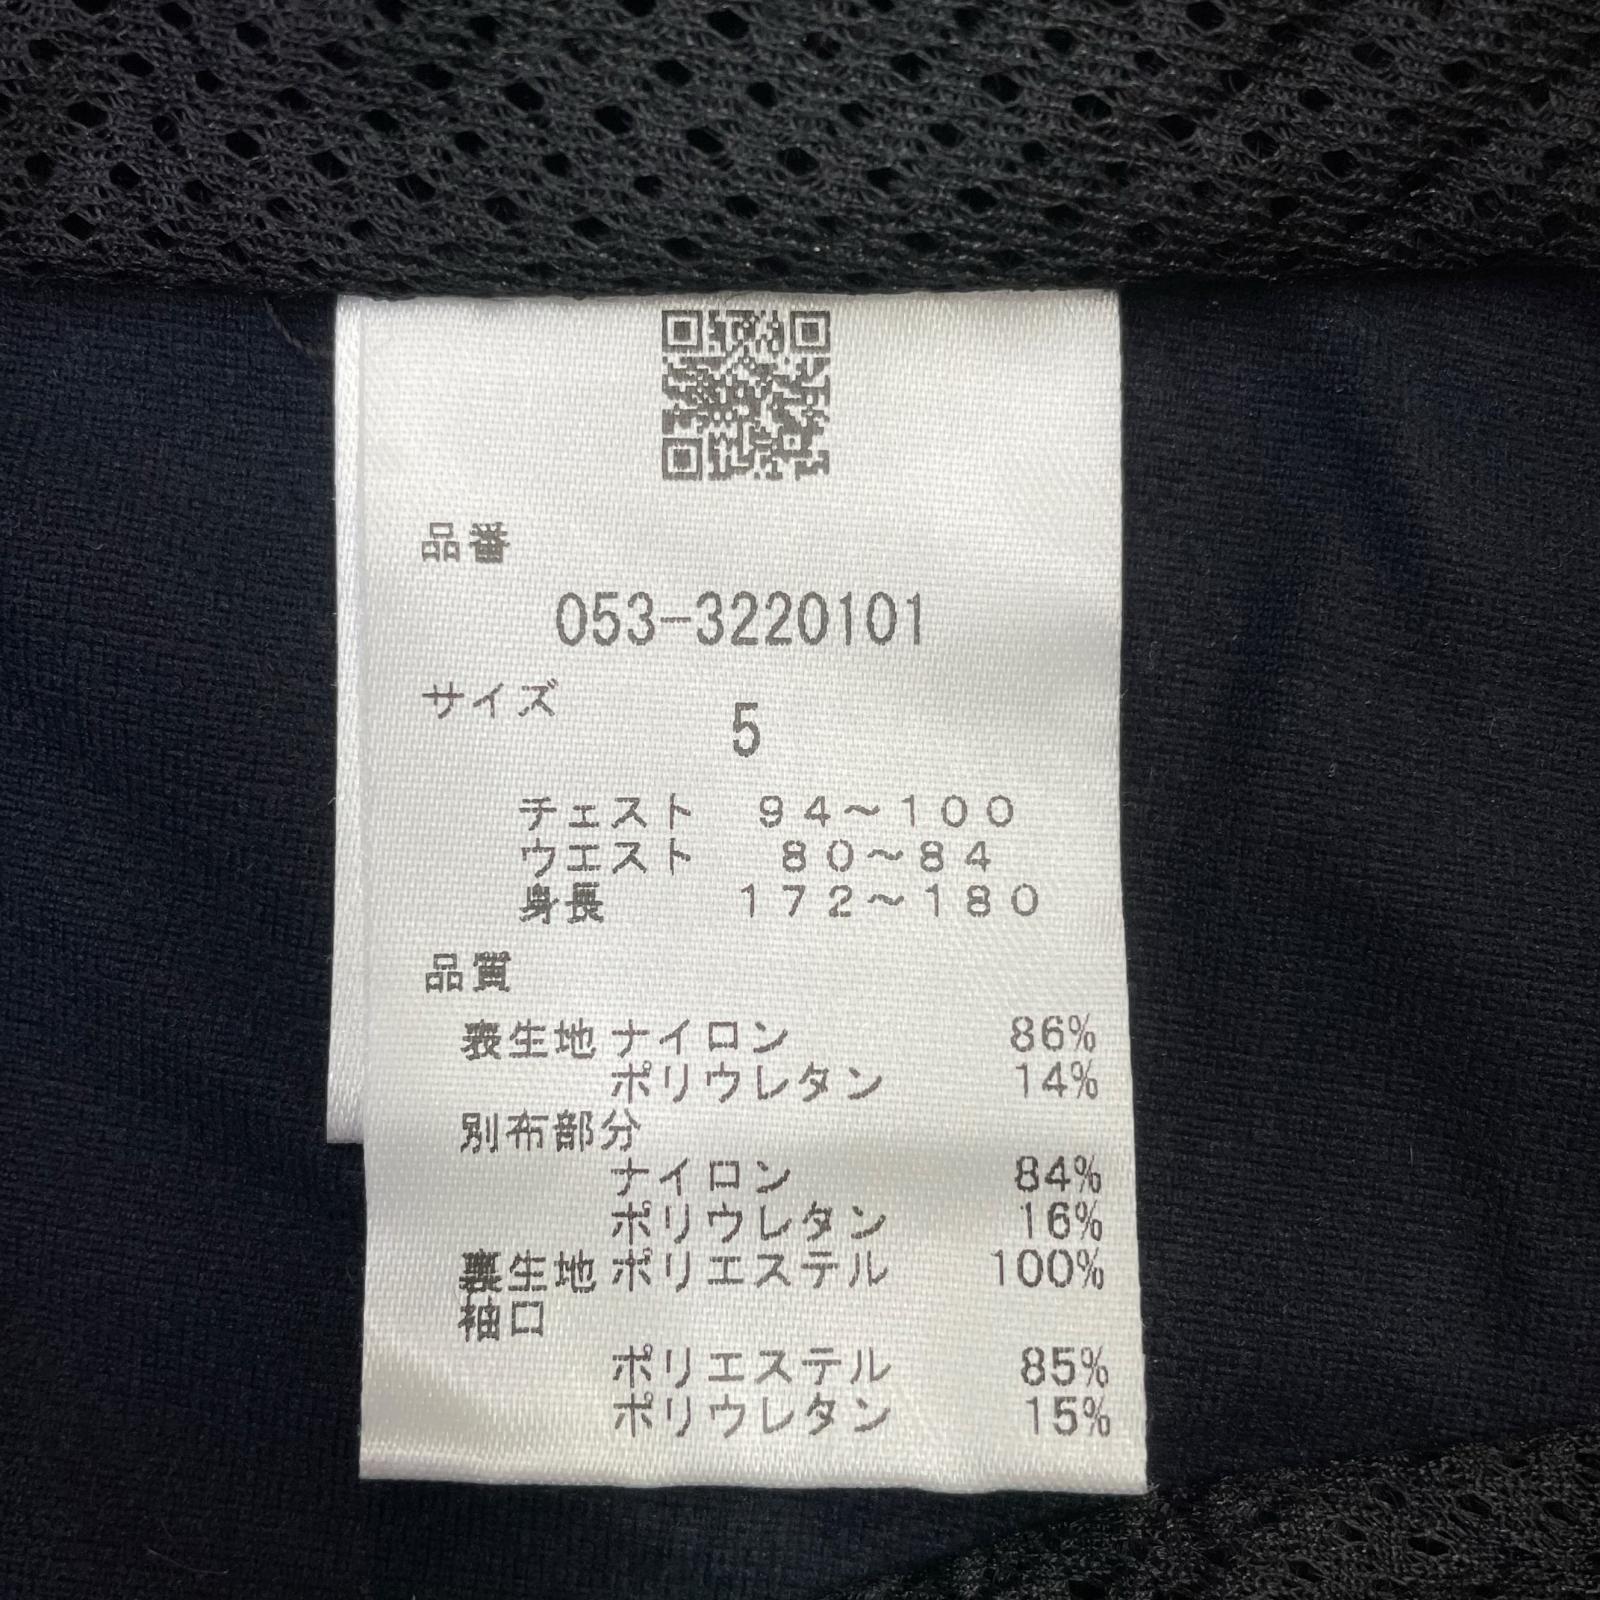 品番
053-3220101
サイズ 5
チェスト 94～100
ウエスト 80～84
身長 172～180
品質
表生地 ナイロン 86%
ポリウレタン 14%
別布部分
ナイロン 84%
ポリウレタン 16%
裏生地 ポリエステル 100%
袖口
ポリエステル 85%
ポリウレタン 15%